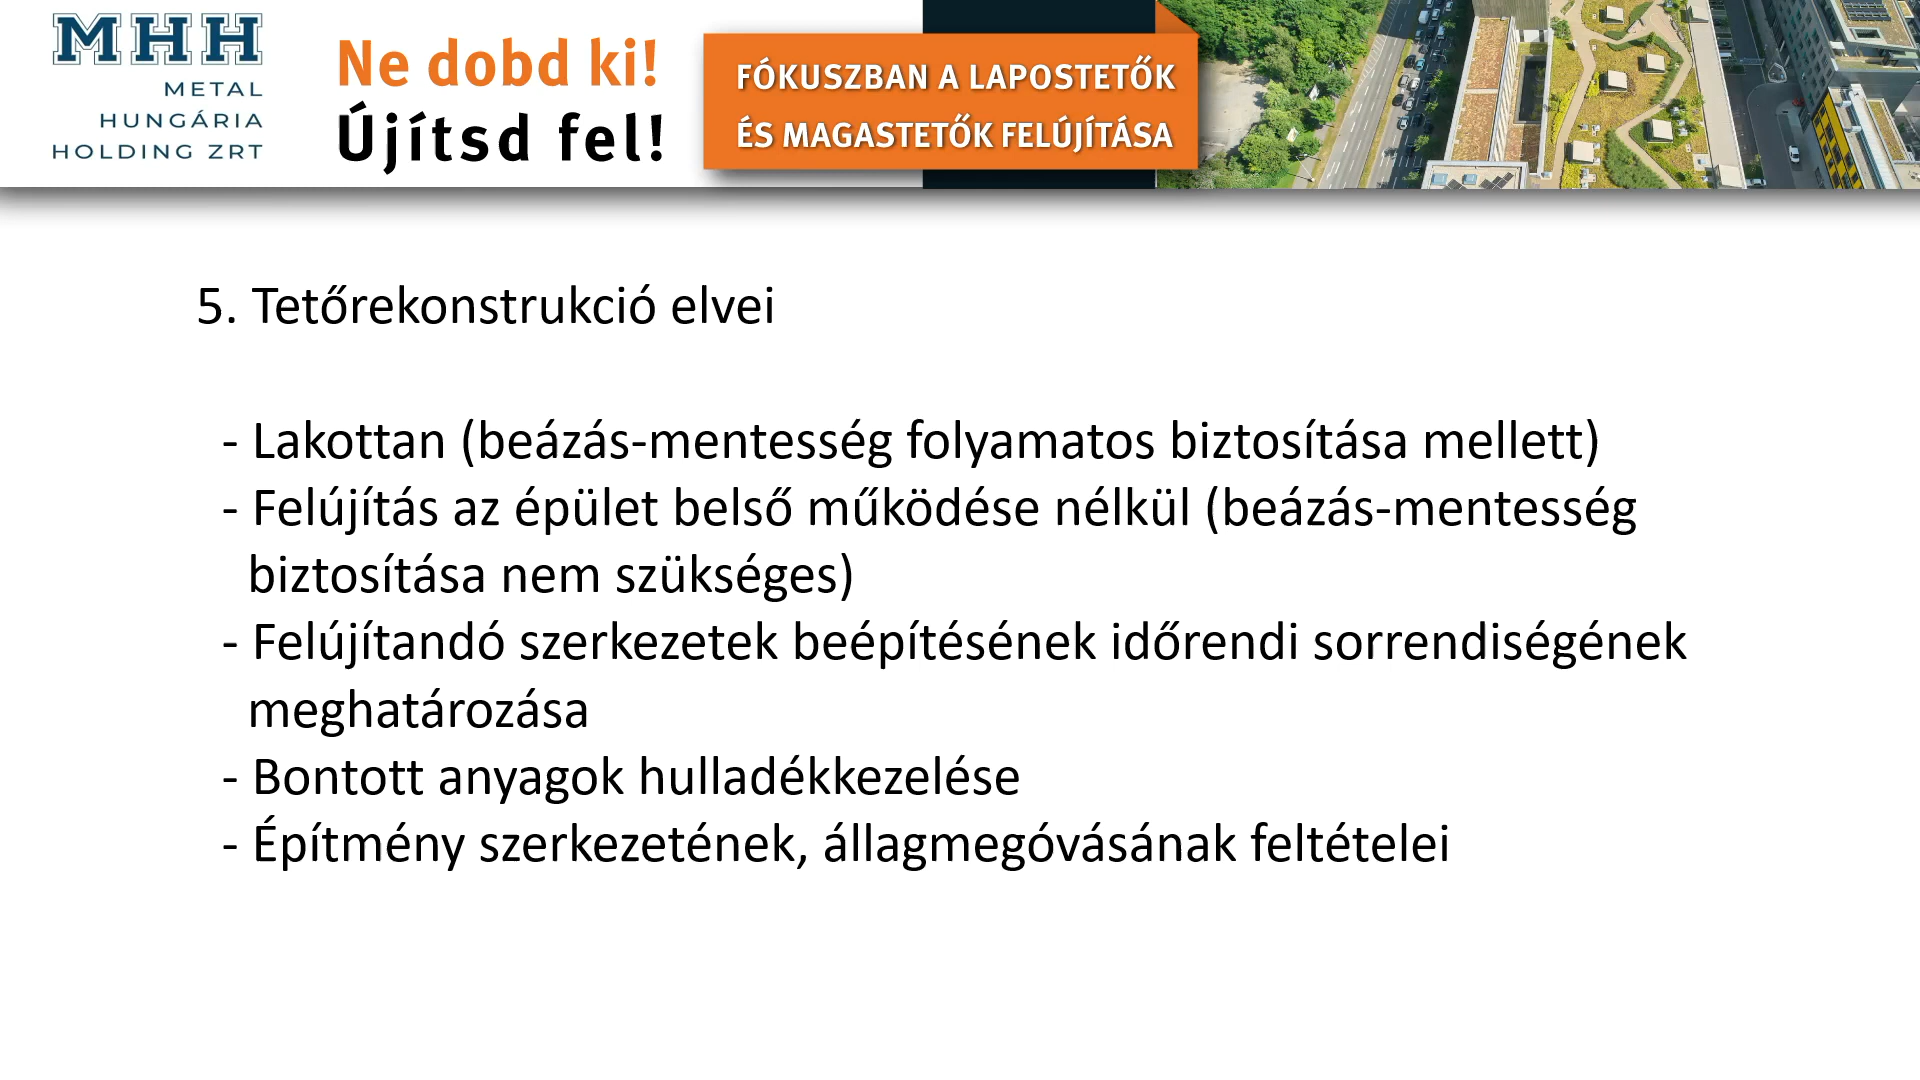 MHH
METAL
HUNGÁRIA
HOLDING ZRT
Ne dobd ki!
Újítsd fel!
FÓKUSZBAN A LAPOSTETŐK
ÉS MAGASTETŐK FELÚJÍTÁSA
5. Tetőrekonstrukció elvei
- Lakottan (beázás-mentesség folyamatos biztosítása mellett)
- Felújítás az épület belső működése nélkül (beázás-mentesség
biztosítása nem szükséges)
- Felújítandó szerkezetek beépítésének időrendi sorrendiségének
meghatározása
- Bontott anyagok hulladékkezelése
- Építmény szerkezetének, állagmegóvásának feltételei